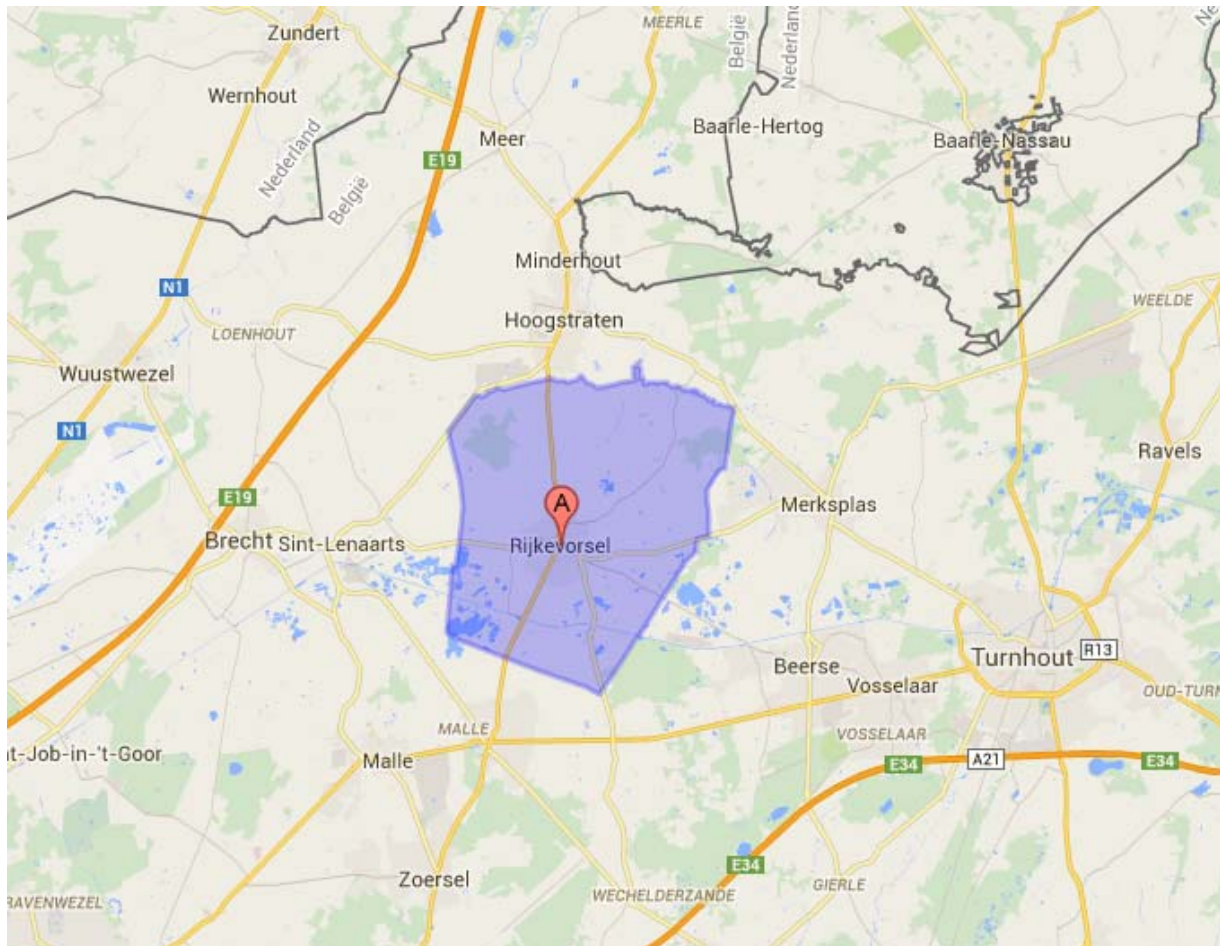 Zundert
MEERLE
België
Nederland
Ne
Wernhout
Meer
Baarle-Hertog
Baarle-Nassau
E19
Nederland
België
Minderhout
N1
WEELDE
LOENHOUT
Hoogstraten
Wuustwezel
N1
Ravels
E19
Merksplas
A
Brecht
Sint-Lenaarts
Rijkevorsel
Beerse
Turnhout
R13
Vosselaar
OUD-TURN
MALLE
VOSSELAAR
nt-Job-in-'t-Goor
Malle
E34
A21
E34
E34
Zoersel
WECHELDERZANDE
GIERLE
RAVENWEZEL